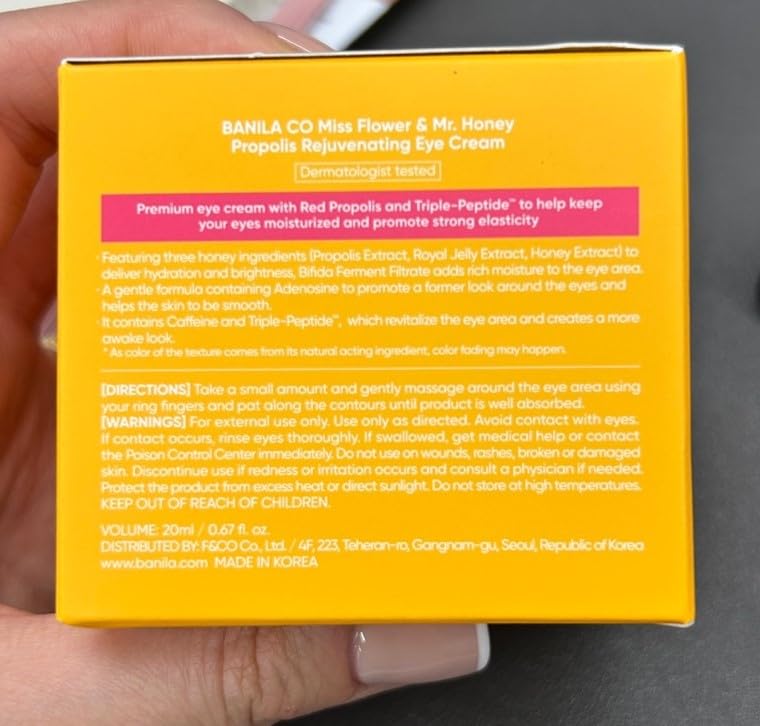 BANILA CO Miss Flower & Mr. Honey
Propolis Rejuvenating Eye Cream
Dermatologist tested
Premium eye cream with Red Propolis and Triple-Peptide™ to help keep
your eyes moisturized and promote strong elasticity
· Featuring three honey ingredients (Propolis Extract, Royal Jelly Extract, Honey Extract) to
deliver hydration and brightness, Bifida Ferment Filtrate adds rich moisture to the eye area.
· A gentle formula containing Adenosine to promote a former look around the eyes and
helps the skin to be smooth.
· It contains Caffeine and Triple-Peptide™, which revitalize the eye area and creates a more
awake look.
* As color of the texture comes from its natural acting ingredient, color fading may happen.
[DIRECTIONS] Take a small amount and gently massage around the eye area using
your ring fingers and pat along the contours until product is well absorbed.
[WARNINGS] For external use only. Use only as directed. Avoid contact with eyes.
If contact occurs, rinse eyes thoroughly. If swallowed, get medical help or contact
the Poison Control Center immediately. Do not use on wounds, rashes, broken or damaged
skin. Discontinue use if redness or irritation occurs and consult a physician if needed.
Protect the product from excess heat or direct sunlight. Do not store at high temperatures.
KEEP OUT OF REACH OF CHILDREN.
VOLUME: 20ml / 0.67 fl. oz.
DISTRIBUTED BY: F&CO Co., Ltd. / 4F, 223, Teheran-ro, Gangnam-gu, Seoul, Republic of Korea
www.banila.com MADE IN KOREA